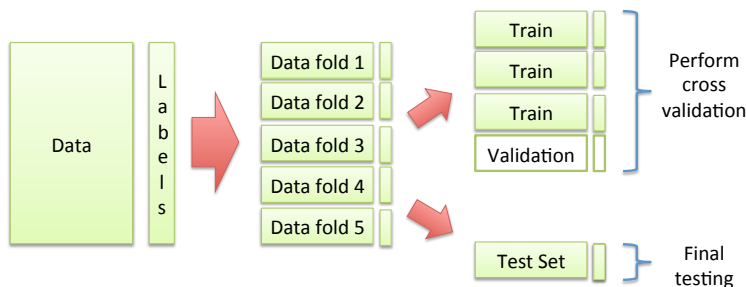 Data
Labels
Data fold 1
Data fold 2
Data fold 3
Data fold 4
Data fold 5
Train
Train
Train
Validation
Perform
cross
validation
Test Set
Final
testing